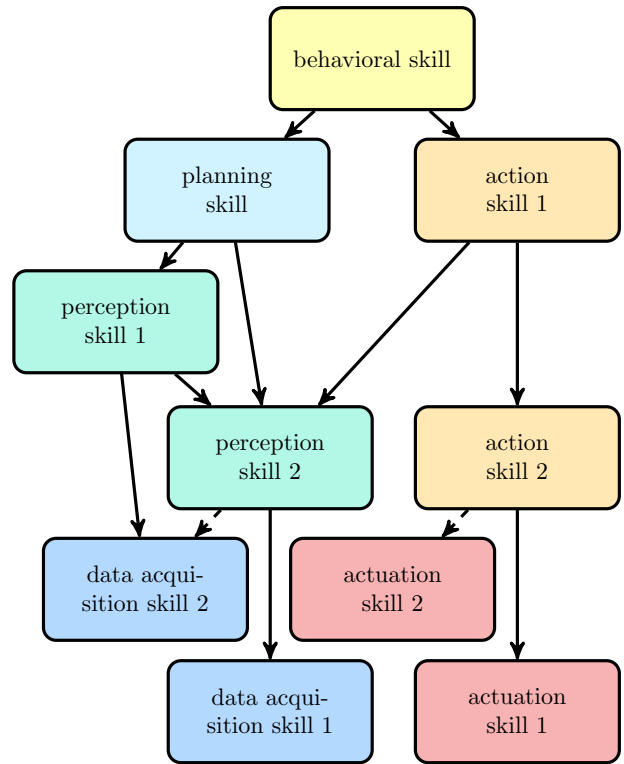 behavioral skill
planning
skill
action
skill 1
perception
skill 1
perception
skill 2
action
skill 2
data acqui-
sition skill 2
actuation
skill 2
data acqui-
sition skill 1
actuation
skill 1